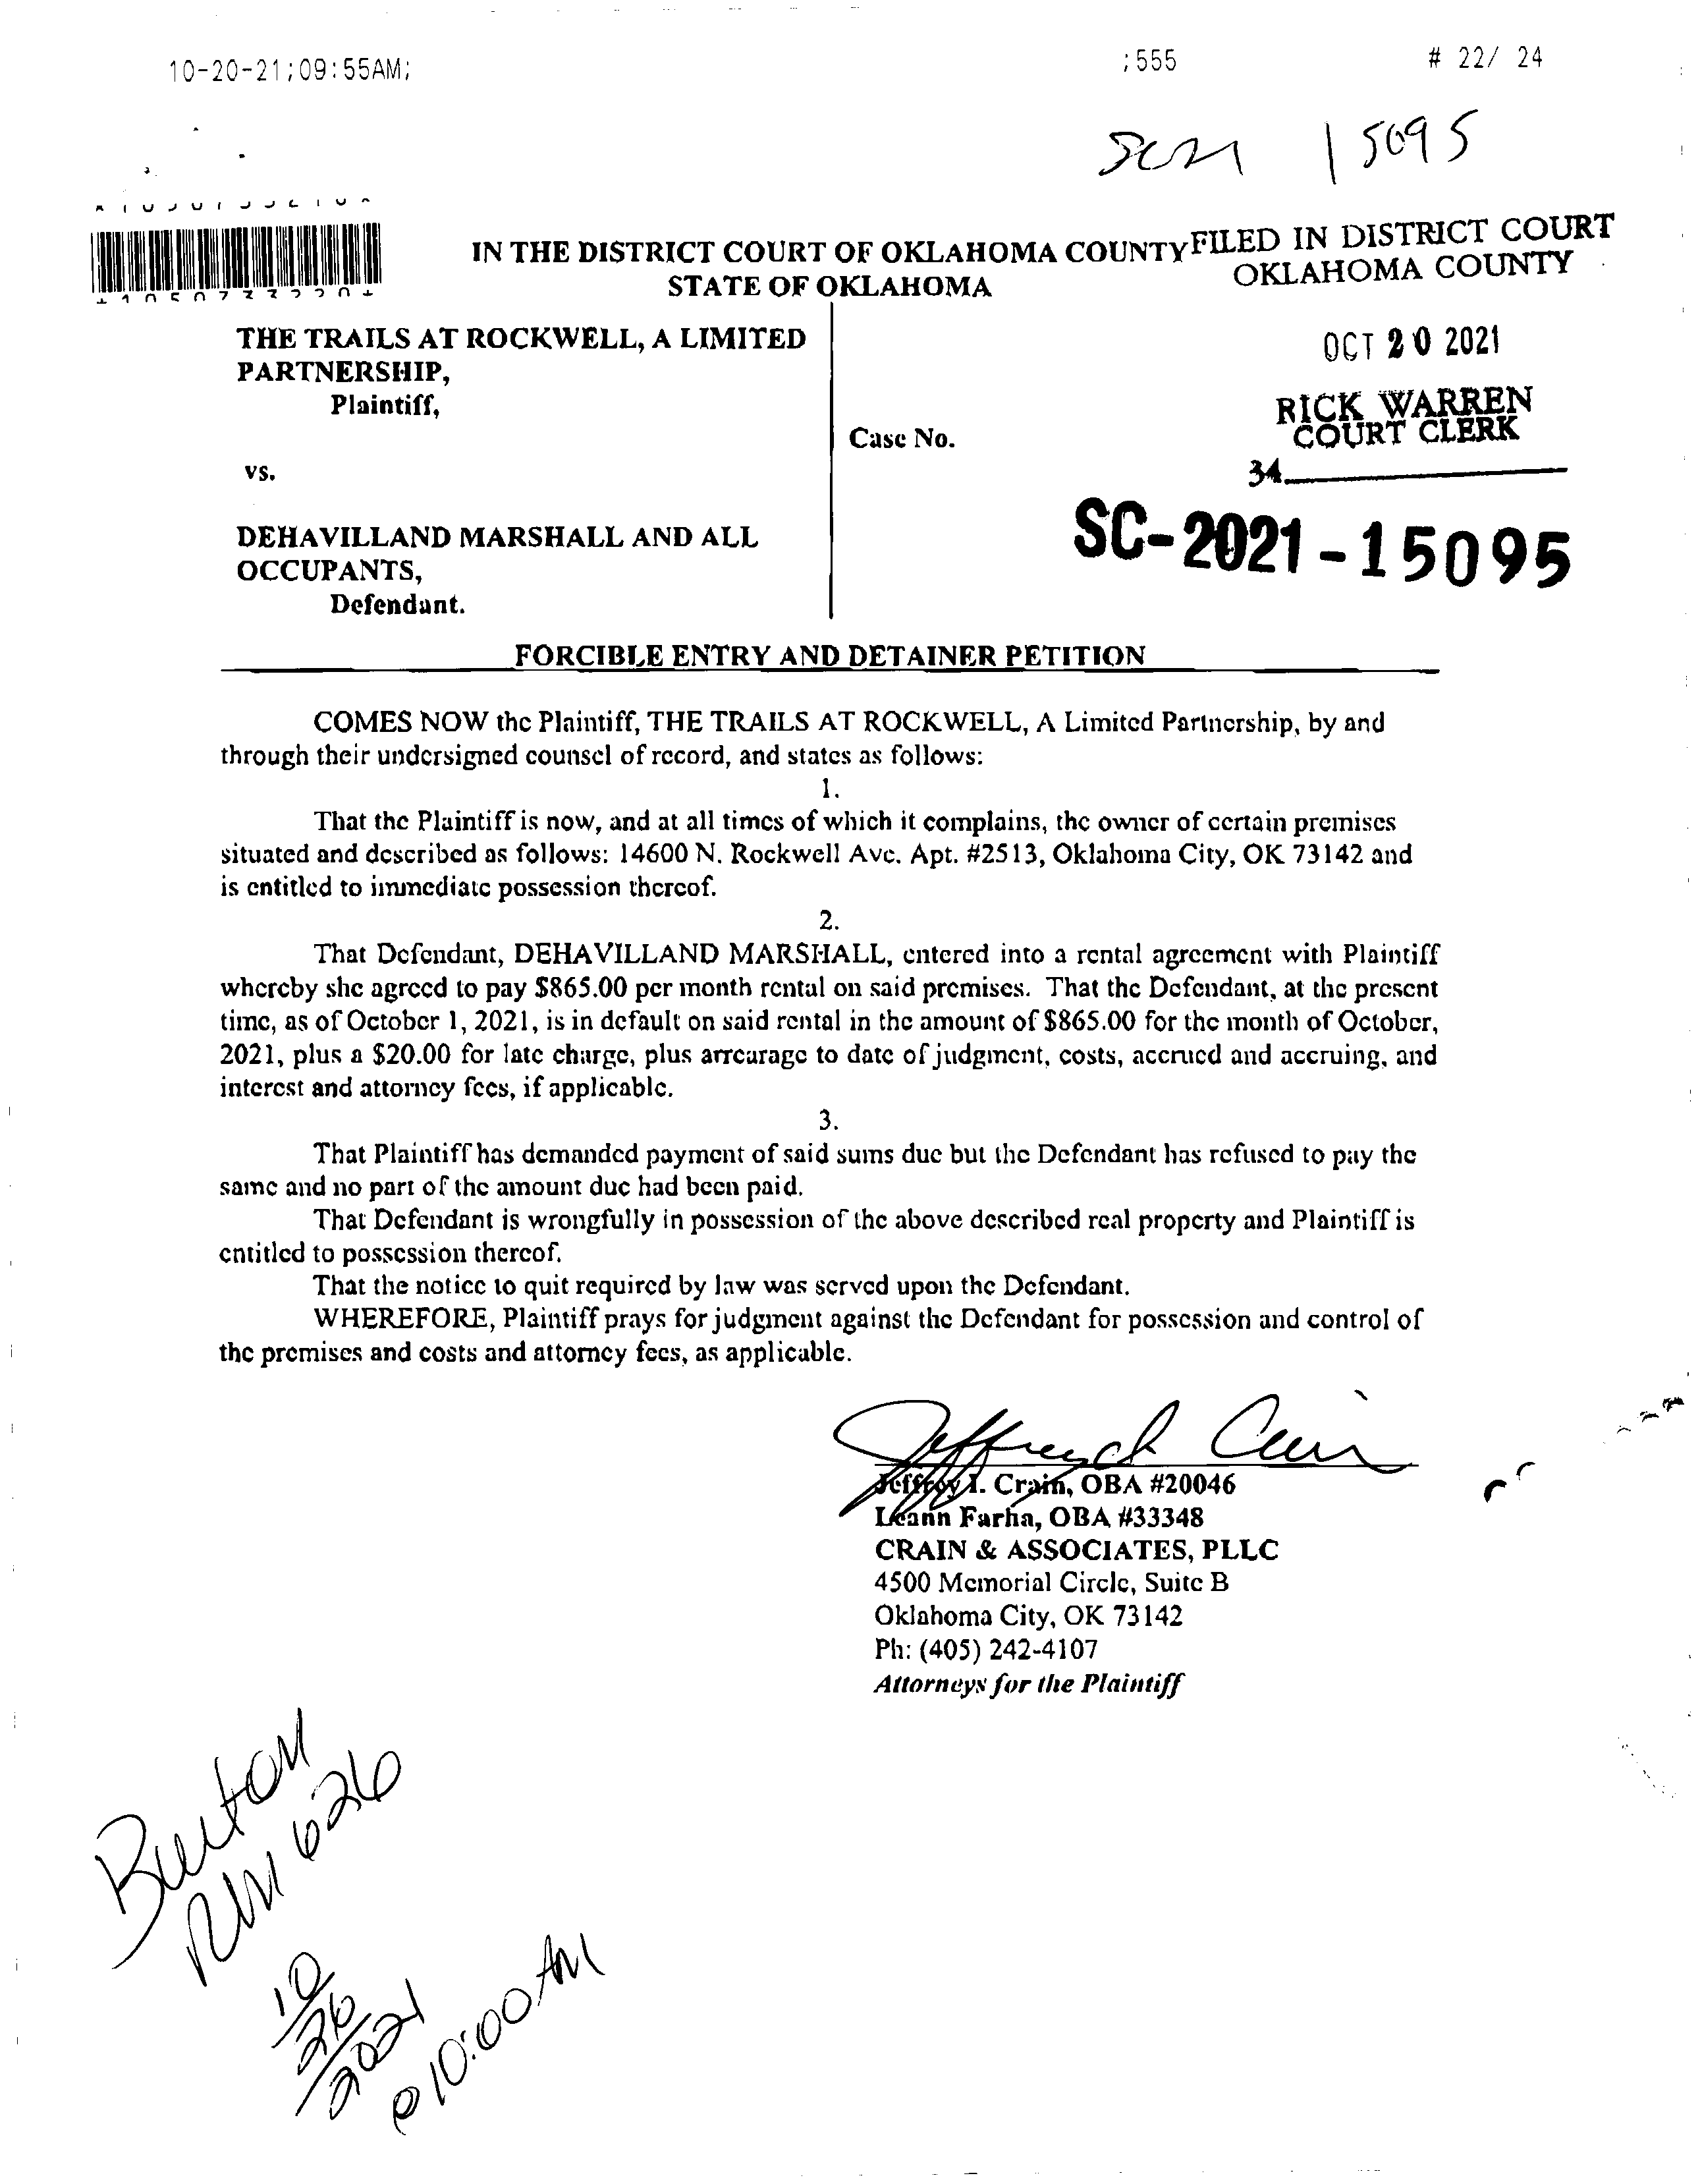 10-20-21;09:55AM; ;555 # 22/ 24
15095
IN THE DISTRICT COURT OF OKLAHOMA COUNTY
STATE OF OKLAHOMA
FILED IN DISTRICT COURT
OKLAHOMA COUNTY
OCT 20 2021
RICK WARREN
COURT CLERK
34
THE TRAILS AT ROCKWELL, A LIMITED
PARTNERSHIP,
Plaintiff,
vs.
DEHAVILLAND MARSHALL AND ALL
OCCUPANTS,
Defendant.
Case No.
SC-2021-15095
FORCIBLE ENTRY AND DETAINER PETITION
COMES NOW the Plaintiff, THE TRAILS AT ROCKWELL, A Limited Partnership, by and
through their undersigned counsel of record, and states as follows:
1.
That the Plaintiff is now, and at all times of which it complains, the owner of certain premises
situated and described as follows: 14600 N. Rockwell Ave. Apt. #2513, Oklahoma City, OK 73142 and
is entitled to immediate possession thereof.
2.
That Defendant, DEHAVILLAND MARSHALL, entered into a rental agreement with Plaintiff
whereby she agreed to pay $865.00 per month rental on said premises. That the Defendant, at the present
time, as of October 1, 2021, is in default on said rental in the amount of $865.00 for the month of October,
2021, plus a $20.00 for late charge, plus arrearage to date of judgment, costs, accrued and accruing, and
interest and attorney fees, if applicable.
3.
That Plaintiff has demanded payment of said sums due but the Defendant has refused to pay the
same and no part of the amount due had been paid.
That Defendant is wrongfully in possession of the above described real property and Plaintiff is
entitled to possession thereof.
That the notice to quit required by law was served upon the Defendant.
WHEREFORE, Plaintiff prays for judgment against the Defendant for possession and control of
the premises and costs and attorney fees, as applicable.
Jeffrey I. Crain, OBA #20046
Leann Farha, OBA #33348
CRAIN & ASSOCIATES, PLLC
4500 Memorial Circle, Suite B
Oklahoma City, OK 73142
Ph: (405) 242-4107
Attorneys for the Plaintiff
Burton
RM 626
10/26/2021
@ 10:00 AM